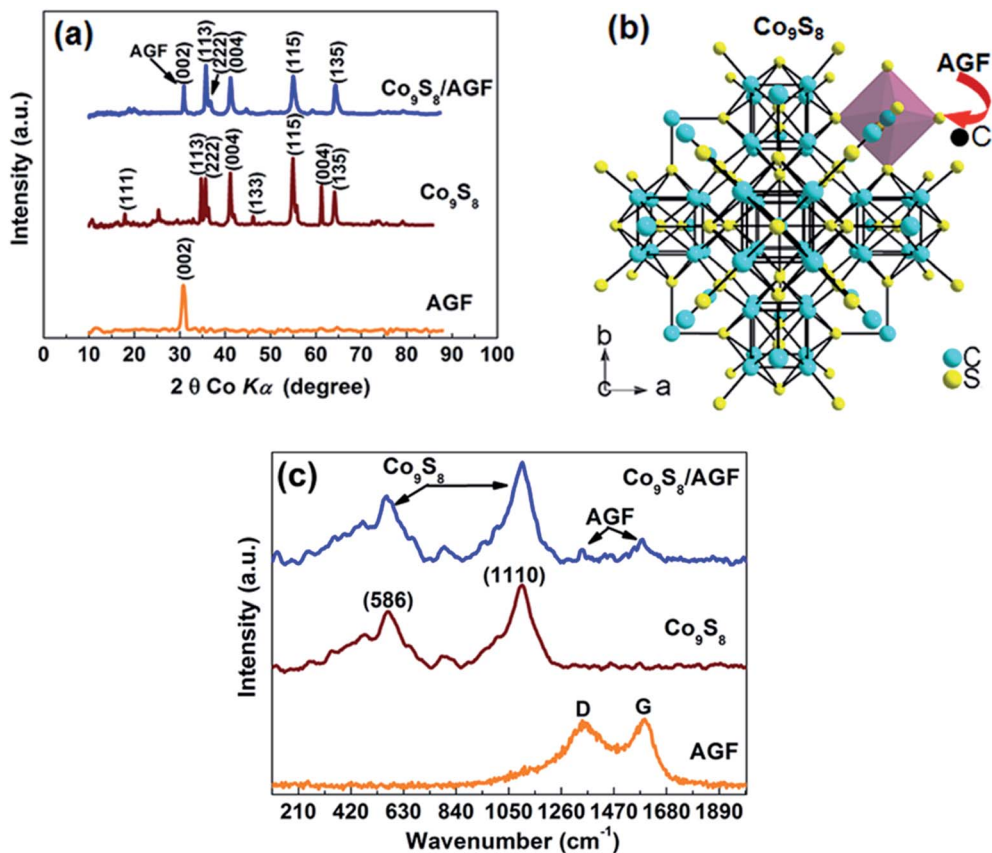 (a)
Intensity (a.u.)
AGF
(002)
(113)
(222)
(004)
(115)
(135)
Co₉S₈/AGF
(111)
(113)
(222)
(004)
(133)
(115)
(004)
(135)
Co₉S₈
(002)
AGF
0 10 20 30 40 50 60 70 80 90 100
2 θ Co Kα (degree)
(b)
Co₉S₈
AGF
C
b
c
a
C
S
(c)
Intensity (a.u.)
Co₉S₈
Co₉S₈/AGF
AGF
(586)
(1110)
Co₉S₈
D
G
AGF
210 420 630 840 1050 1260 1470 1680 1890
Wavenumber (cm⁻¹)